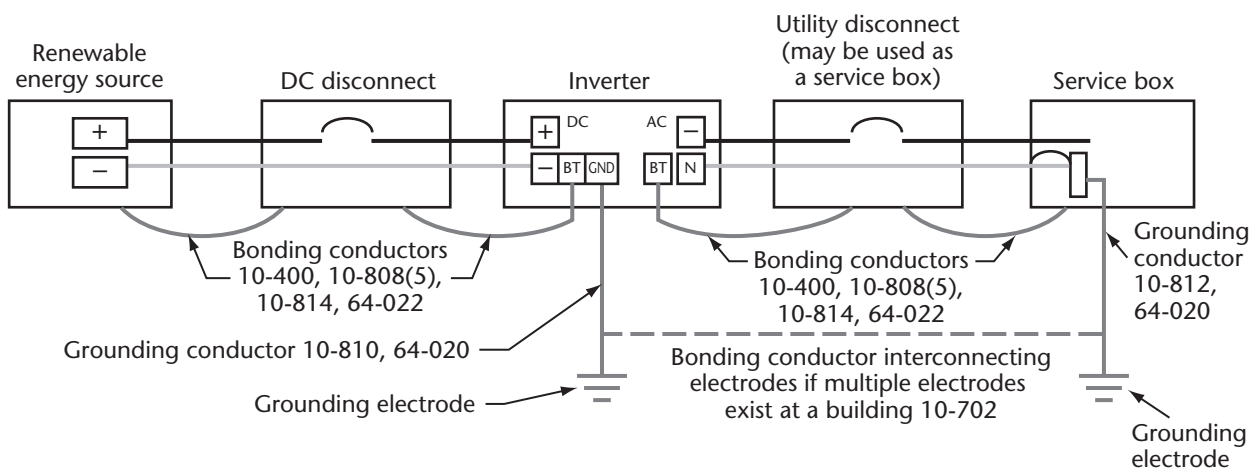 Renewable
energy source
DC disconnect
Inverter
Utility disconnect
(may be used as
a service box)
Service box
+
−
+
DC
AC
−
−
BT
GND
BT
N
Bonding conductors
10-400, 10-808(5),
10-814, 64-022
Bonding conductors
10-400, 10-808(5),
10-814, 64-022
Grounding
conductor
10-812,
64-020
Grounding conductor 10-810, 64-020
Bonding conductor interconnecting
electrodes if multiple electrodes
exist at a building 10-702
Grounding electrode
Grounding
electrode